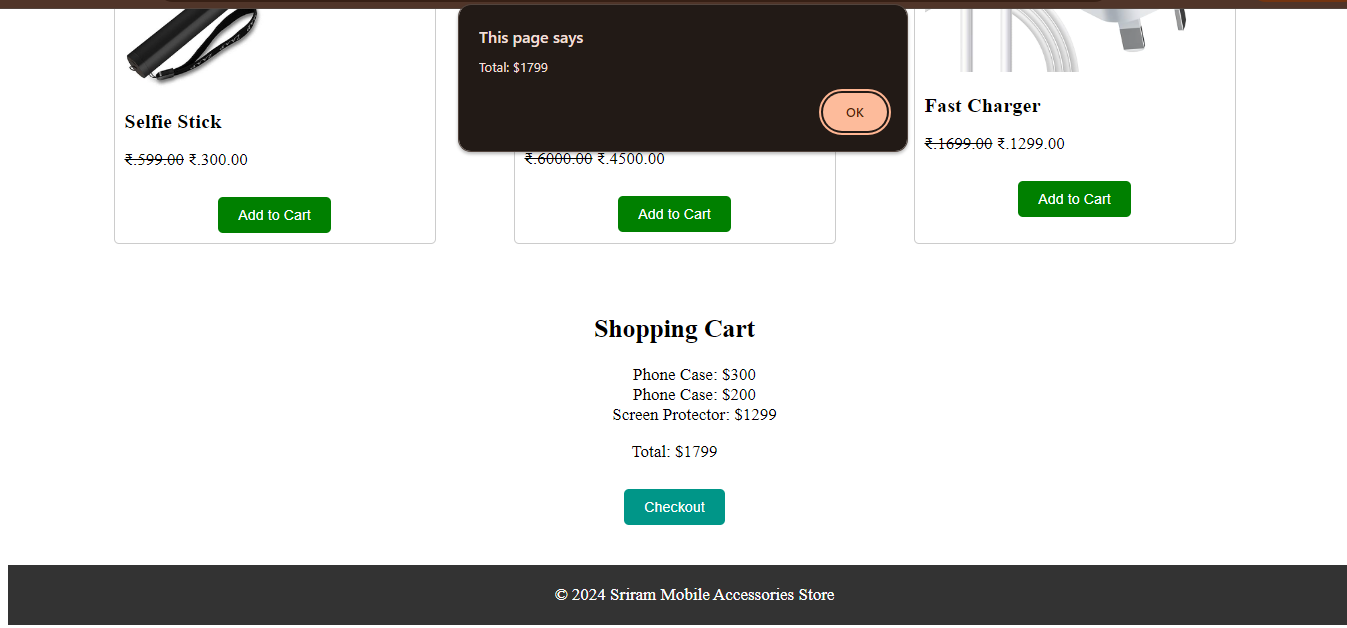 This page says
Total: $1799
OK
Selfie Stick
₹.599.00 ₹.300.00
Add to Cart
₹.6000.00 ₹.4500.00
Add to Cart
Fast Charger
₹.1699.00 ₹.1299.00
Add to Cart
Shopping Cart
Phone Case: $300
Phone Case: $200
Screen Protector: $1299
Total: $1799
Checkout
© 2024 Sriram Mobile Accessories Store